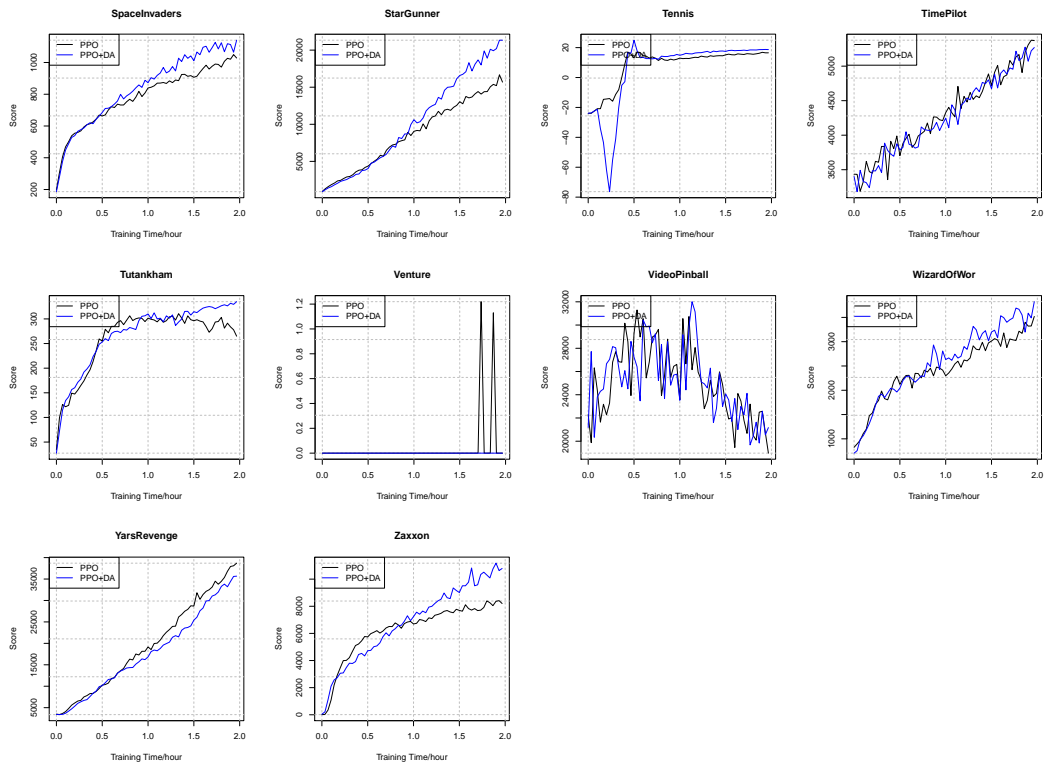 SpaceInvaders
PPO
PPO+DA
Score
200
400
600
800
1000
0.0
0.5
1.0
1.5
2.0
Training Time/hour
StarGunner
PPO
PPO+DA
Score
5000
10000
15000
20000
0.0
0.5
1.0
1.5
2.0
Training Time/hour
Tennis
PPO
PPO+DA
Score
−80
−60
−40
−20
0
20
0.0
0.5
1.0
1.5
2.0
Training Time/hour
TimePilot
PPO
PPO+DA
Score
3500
4000
4500
5000
0.0
0.5
1.0
1.5
2.0
Training Time/hour
Tutankham
PPO
PPO+DA
Score
50
100
150
200
250
300
0.0
0.5
1.0
1.5
2.0
Training Time/hour
Venture
PPO
PPO+DA
Score
0.0
0.2
0.4
0.6
0.8
1.0
1.2
0.0
0.5
1.0
1.5
2.0
Training Time/hour
VideoPinball
PPO
PPO+DA
Score
20000
22000
24000
26000
28000
32000
0.0
0.5
1.0
1.5
2.0
Training Time/hour
WizardOfWor
PPO
PPO+DA
Score
1000
2000
3000
0.0
0.5
1.0
1.5
2.0
Training Time/hour
YarsRevenge
PPO
PPO+DA
Score
5000
15000
25000
35000
0.0
0.5
1.0
1.5
2.0
Training Time/hour
Zaxxon
PPO
PPO+DA
Score
0
2000
4000
6000
8000
0.0
0.5
1.0
1.5
2.0
Training Time/hour